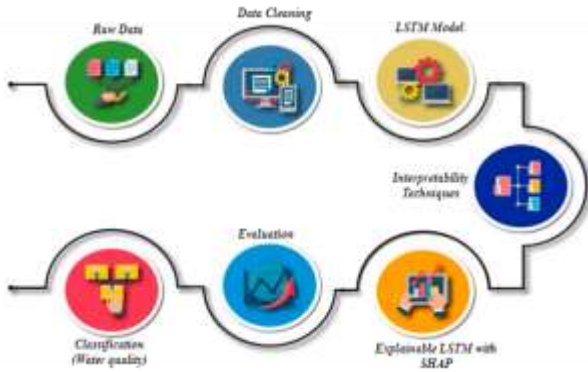 Raw Data
Data Cleaning
LSTM Model
Interpretability
Techniques
Explainable LSTM with
SHAP
Evaluation
Classification
(Water quality)